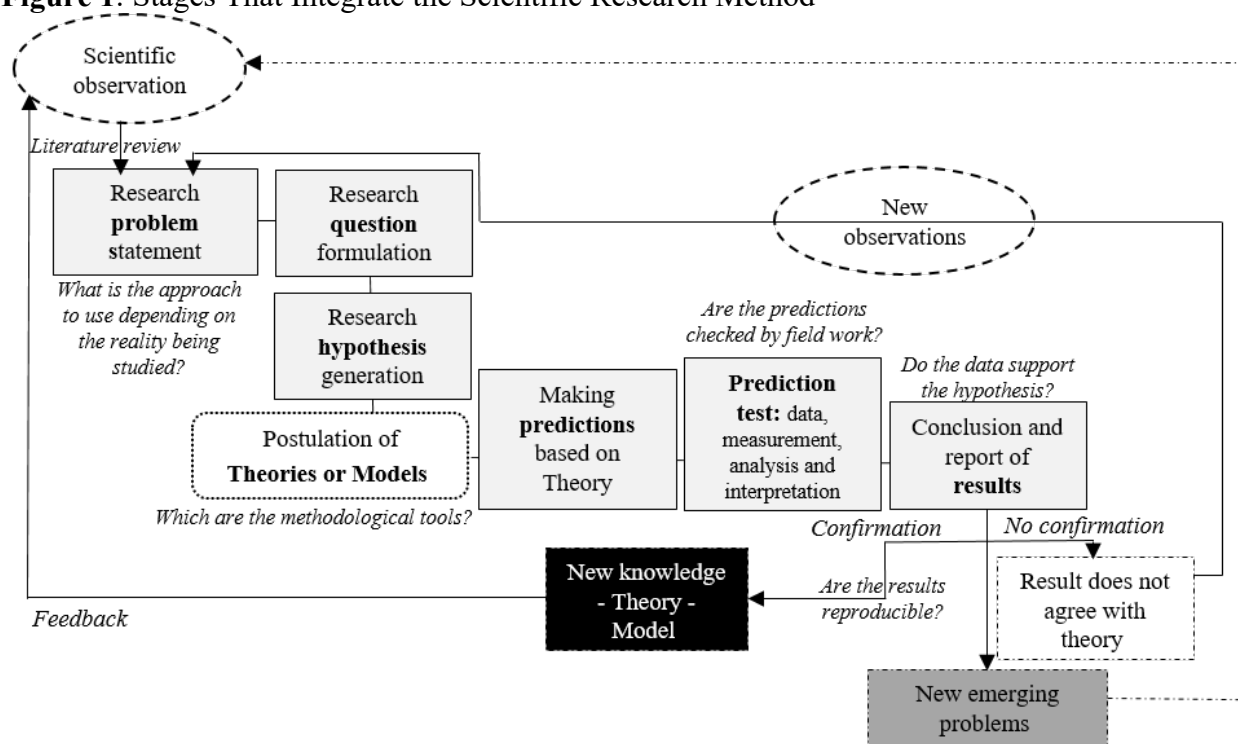 Figure 1. Stages That Integrate the Scientific Research Method
Scientific
observation
Literature review
Research
problem
statement
What is the approach
to use depending on
the reality being
studied?
Research
question
formulation
Research
hypothesis
generation
Postulation of
Theories or Models
Which are the methodological tools?
Making
predictions
based on
Theory
Are the predictions
checked by field work?
Prediction
test: data,
measurement,
analysis and
interpretation
Do the data support
the hypothesis?
Conclusion and
report of
results
New
observations
Confirmation
No confirmation
Are the results
reproducible?
Result does not
agree with
theory
New knowledge
- Theory -
Model
Feedback
New emerging
problems